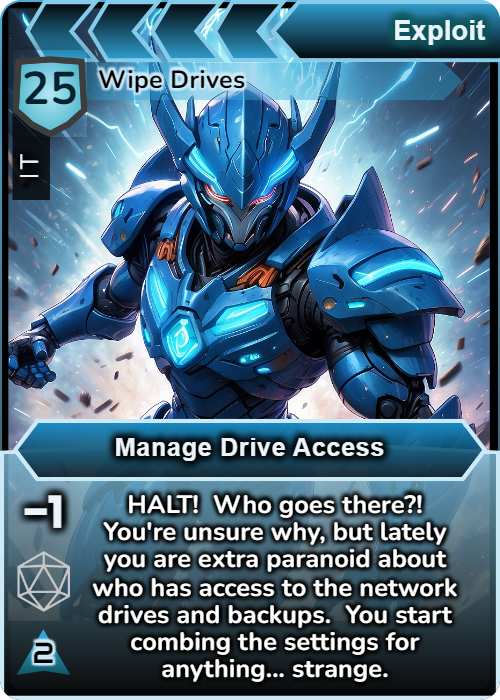 Exploit
25
Wipe Drives
IT
Manage Drive Access
-1
HALT!  Who goes there?!
You're unsure why, but lately
you are extra paranoid about
who has access to the network
drives and backups.  You start
combing the settings for
anything... strange.
2